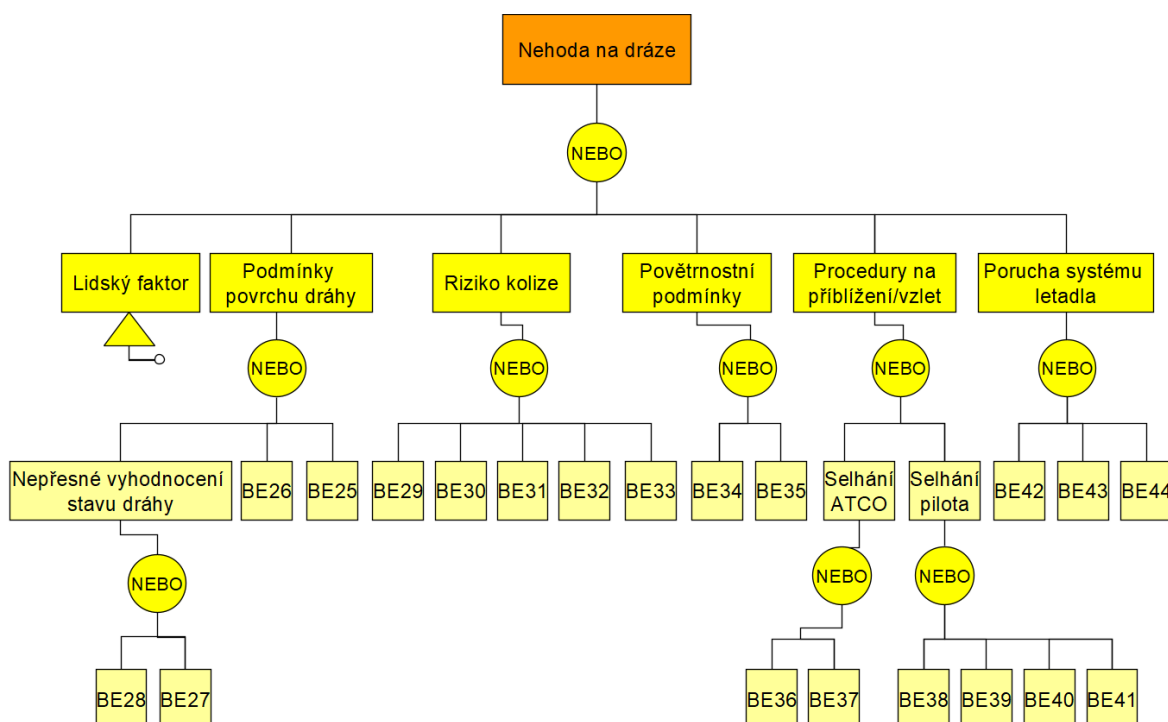 Nehoda na dráze
NEBO
Lidský faktor
Podmínky
povrchu dráhy
Riziko kolize
Povětrnostní
podmínky
Procedury na
příblížení/vzlet
Porucha systému
letadla
NEBO
NEBO
NEBO
NEBO
NEBO
Nepřesné vyhodnocení
stavu dráhy
BE26
BE25
BE29
BE30
BE31
BE32
BE33
BE34
BE35
Selhání
ATCO
Selhání
pilota
BE42
BE43
BE44
NEBO
NEBO
NEBO
BE28
BE27
BE36
BE37
BE38
BE39
BE40
BE41